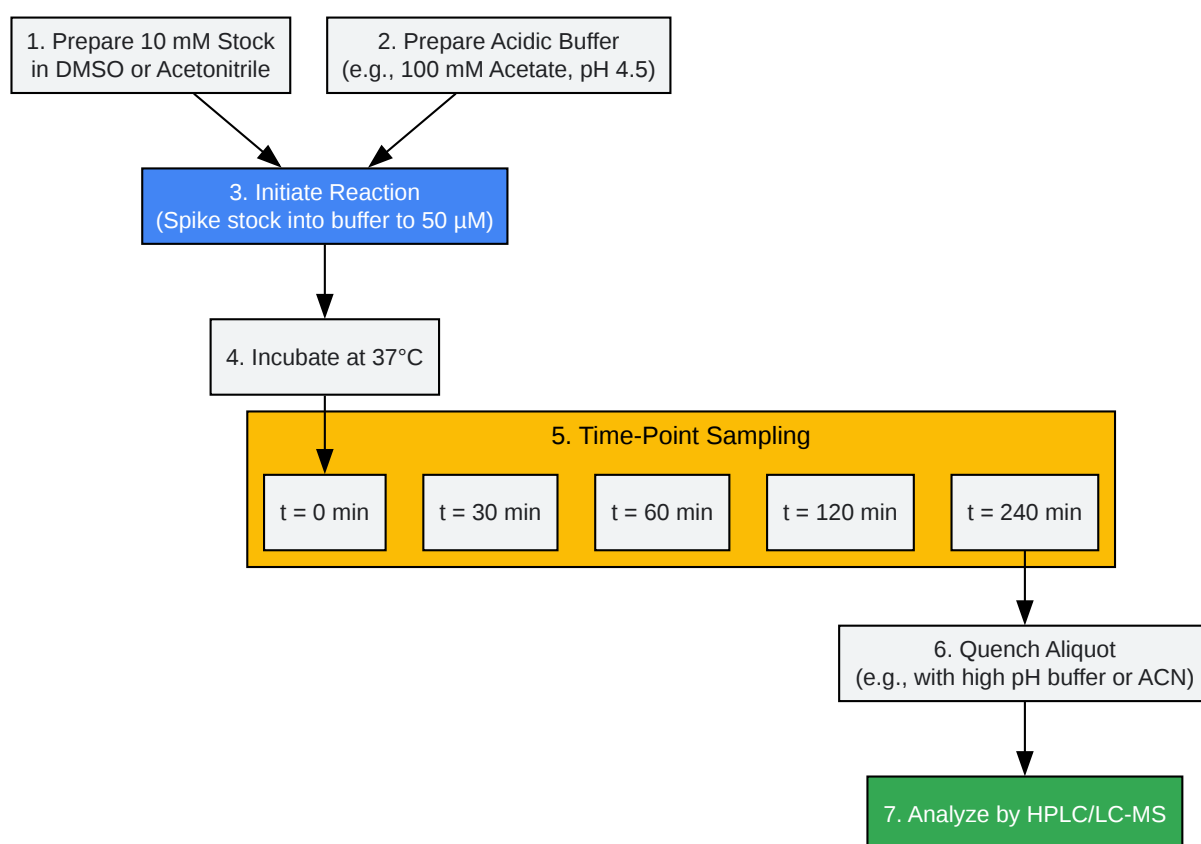 1. Prepare 10 mM Stock
in DMSO or Acetonitrile
2. Prepare Acidic Buffer
(e.g., 100 mM Acetate, pH 4.5)
3. Initiate Reaction
(Spike stock into buffer to 50 µM)
4. Incubate at 37°C
5. Time-Point Sampling
t = 0 min
t = 30 min
t = 60 min
t = 120 min
t = 240 min
6. Quench Aliquot
(e.g., with high pH buffer or ACN)
7. Analyze by HPLC/LC-MS